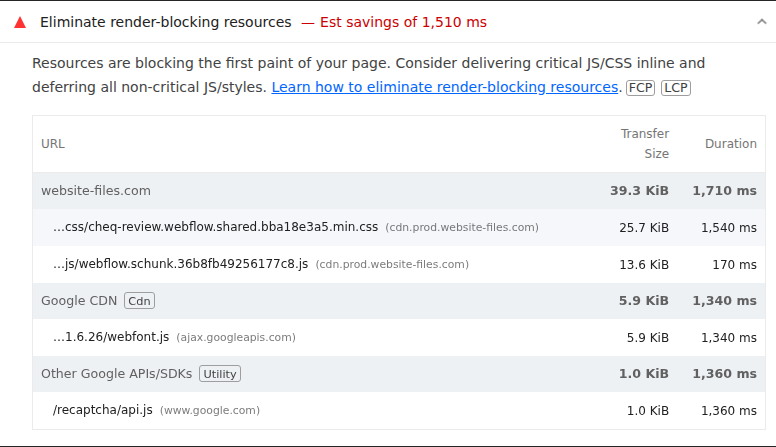 Eliminate render-blocking resources — Est savings of 1,510 ms
Resources are blocking the first paint of your page. Consider delivering critical JS/CSS inline and
deferring all non-critical JS/styles. Learn how to eliminate render-blocking resources. FCP LCP
URL Transfer Size Duration
website-files.com 39.3 KiB 1,710 ms
…css/cheq-review.webflow.shared.bba18e3a5.min.css (cdn.prod.website-files.com) 25.7 KiB 1,540 ms
…js/webflow.schunk.36b8fb49256177c8.js (cdn.prod.website-files.com) 13.6 KiB 170 ms
Google CDN Cdn 5.9 KiB 1,340 ms
…1.6.26/webfont.js (ajax.googleapis.com) 5.9 KiB 1,340 ms
Other Google APIs/SDKs Utility 1.0 KiB 1,360 ms
/recaptcha/api.js (www.google.com) 1.0 KiB 1,360 ms